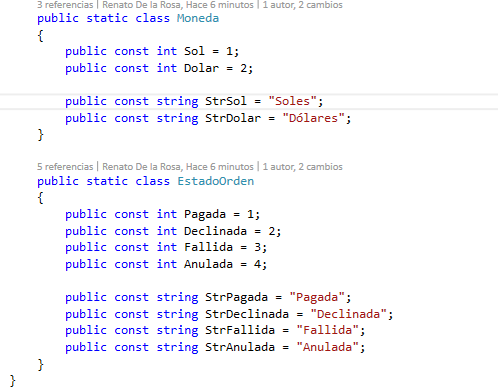 3 referencias | Renato De la Rosa, Hace 6 minutos | 1 autor, 2 cambios
public static class Moneda
{
public const int Sol = 1;
public const int Dolar = 2;
public const string StrSol = "Soles";
public const string StrDolar = "Dólares";
}
5 referencias | Renato De la Rosa, Hace 6 minutos | 1 autor, 2 cambios
public static class EstadoOrden
{
public const int Pagada = 1;
public const int Declinada = 2;
public const int Fallida = 3;
public const int Anulada = 4;
public const string StrPagada = "Pagada";
public const string StrDeclinada = "Declinada";
public const string StrFallida = "Fallida";
public const string StrAnulada = "Anulada";
}
}